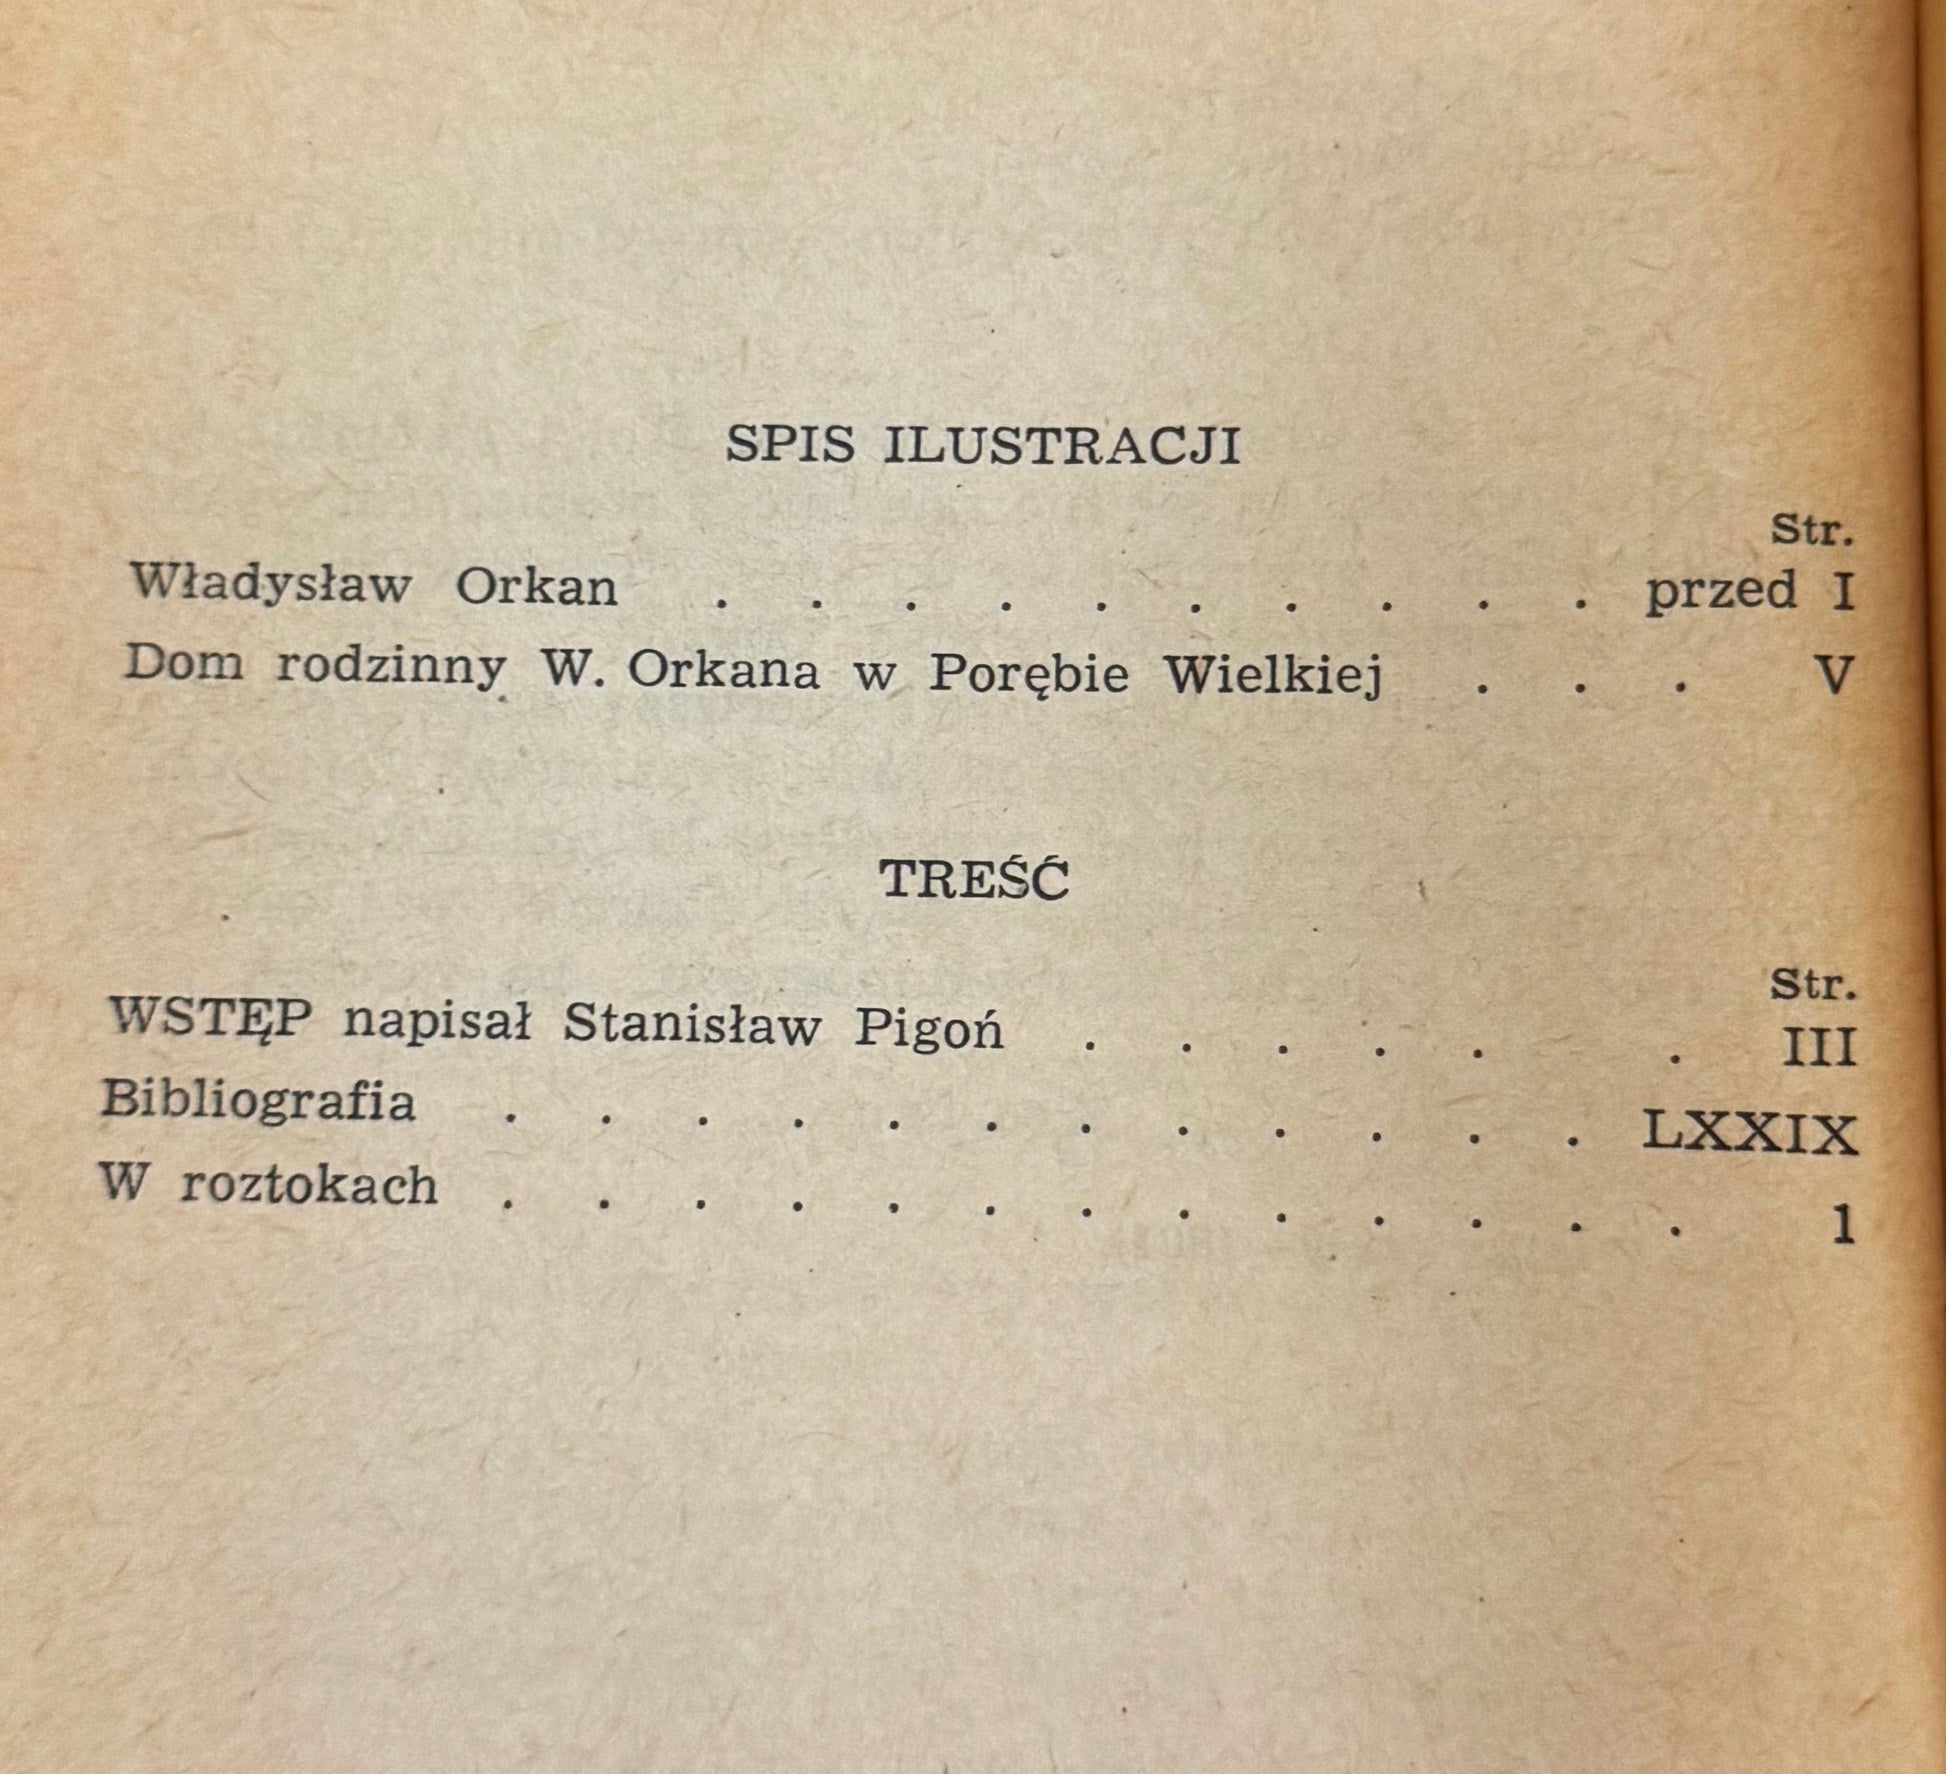 SPIS ILUSTRACJI
Str.
Władysław Orkan . . . . . . . . . . przed I
Dom rodzinny W. Orkana w Porębie Wielkiej . . . V
TREŚĆ
Str.
WSTĘP napisał Stanisław Pigoń . . . . . . III
Bibliografia . . . . . . . . . . . . LXXIX
W roztokach . . . . . . . . . . . . . 1